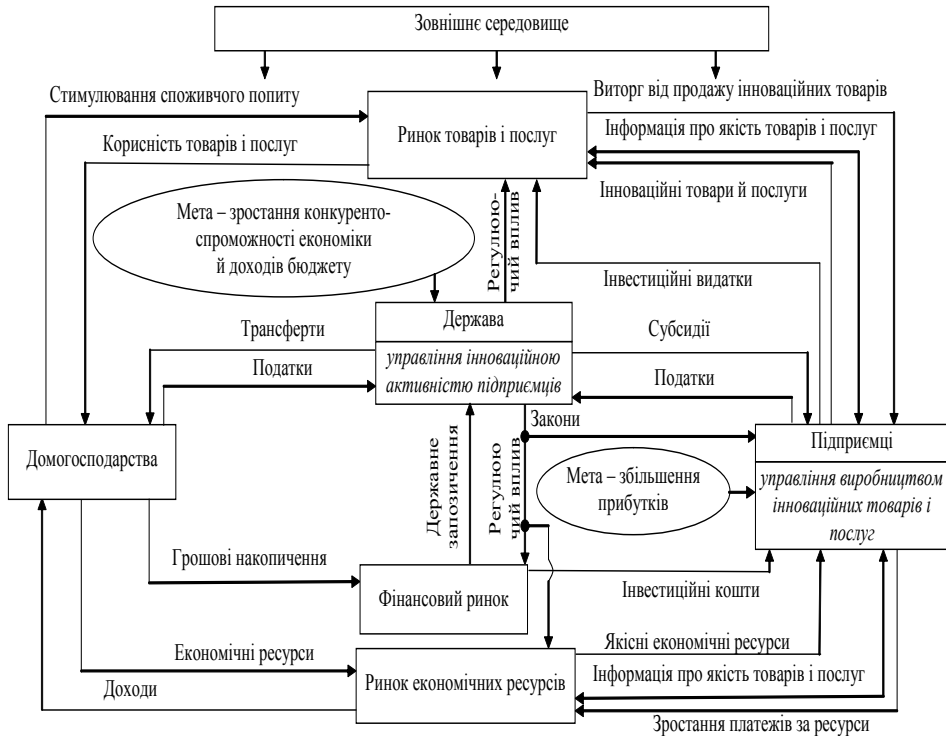 Зовнішнє середовище
Стимулювання споживчого попиту
Виторг від продажу інноваційних товарів
Ринок товарів і послуг
Інформація про якість товарів і послуг
Корисність товарів і послуг
Інноваційні товари й послуги
Мета – зростання конкуренто-
спроможності економіки
й доходів бюджету
Регулюю-
чий вплив
Інвестиційні видатки
Держава
управління інноваційною
активністю підприємців
Трансферти
Субсидії
Податки
Податки
Закони
Домогосподарства
Підприємці
управління виробництвом
інноваційних товарів і
послуг
Мета – збільшення
прибутків
Державне
запозичення
Регулюю
чий вплив
Грошові накопичення
Фінансовий ринок
Інвестиційні кошти
Економічні ресурси
Якісні економічні ресурси
Ринок економічних ресурсів
Інформація про якість товарів і послуг
Доходи
Зростання платежів за ресурси